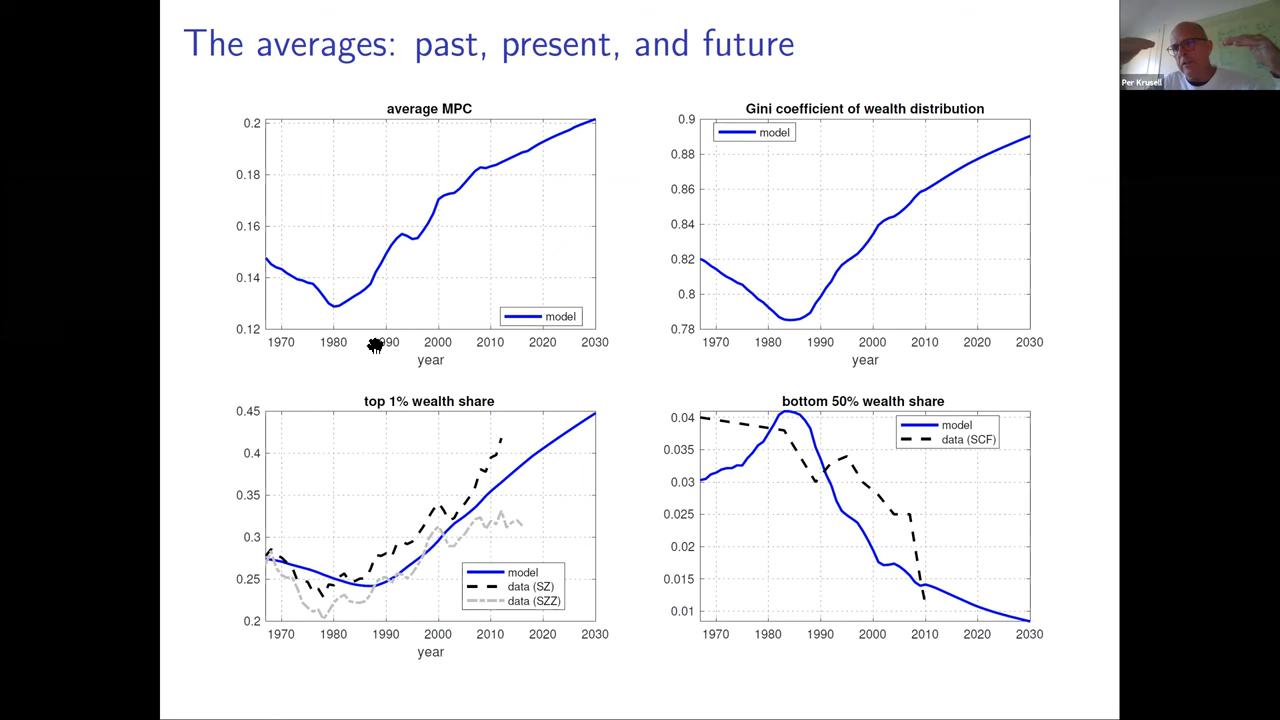 The averages: past, present, and future
Per Krusell
average MPC
0.2
0.18
0.16
0.14
0.12
model
1970 1980 1990 2000 2010 2020 2030
year
Gini coefficient of wealth distribution
0.9
0.88
0.86
0.84
0.82
0.8
0.78
model
1970 1980 1990 2000 2010 2020 2030
year
top 1% wealth share
0.45
0.4
0.35
0.3
0.25
0.2
model
data (SZ)
data (SZZ)
1970 1980 1990 2000 2010 2020 2030
year
bottom 50% wealth share
0.04
0.035
0.03
0.025
0.02
0.015
0.01
model
data (SCF)
1970 1980 1990 2000 2010 2020 2030